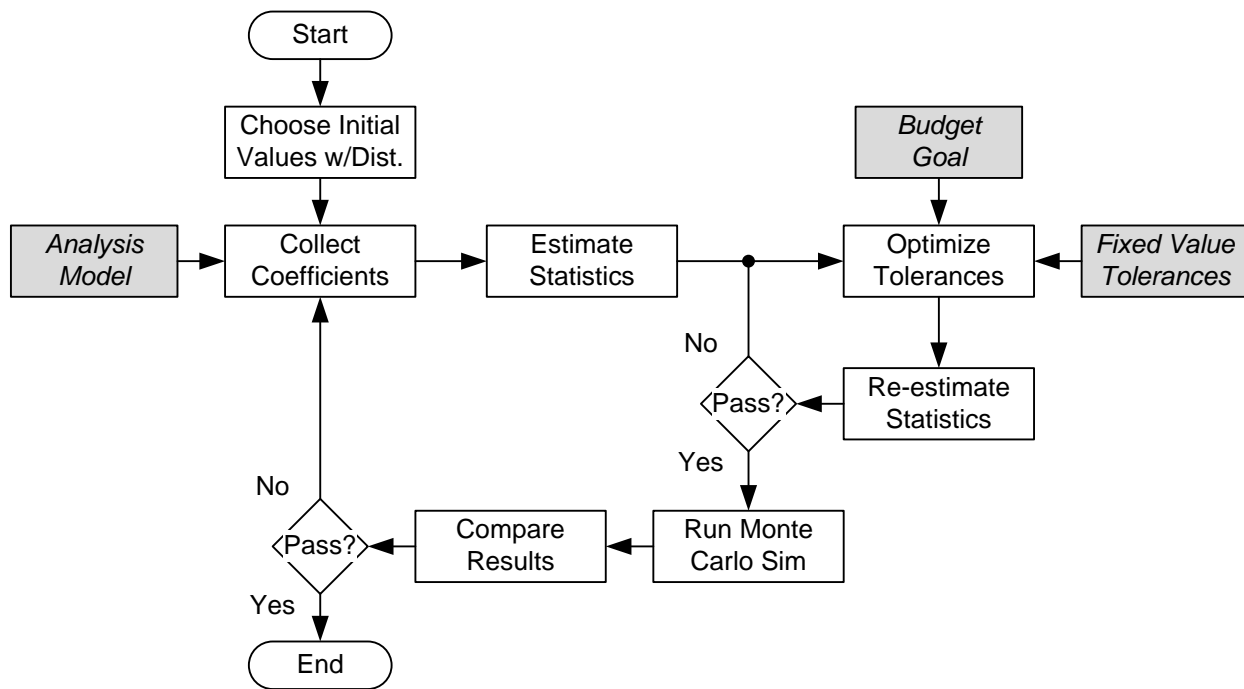 Start
Choose Initial
Values w/Dist.
Budget
Goal
Analysis
Model
Collect
Coefficients
Estimate
Statistics
Optimize
Tolerances
Fixed Value
Tolerances
No
Pass?
Re-estimate
Statistics
Yes
No
Pass?
Compare
Results
Run Monte
Carlo Sim
Yes
End